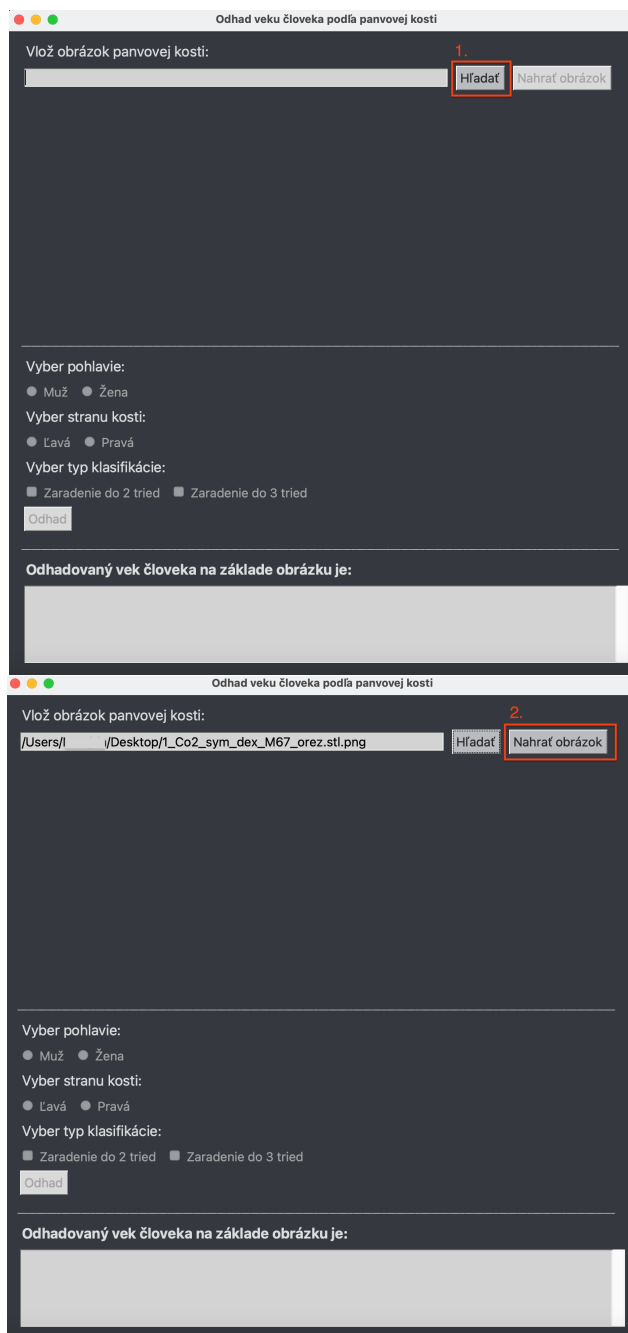 Odhad veku človeka podľa panvovej kosti
Vlož obrázok panvovej kosti:
1.
Hľadať Nahrať obrázok
Vyber pohlavie:
Muž Žena
Vyber stranu kosti:
Ľavá Pravá
Vyber typ klasifikácie:
Zaradenie do 2 tried Zaradenie do 3 tried
Odhad
Odhadovaný vek človeka na základe obrázku je:
Odhad veku človeka podľa panvovej kosti
Vlož obrázok panvovej kosti:
2.
/Users/ /Desktop/1_Co2_sym_dex_M67_orez.stl.png Hľadať Nahrať obrázok
Vyber pohlavie:
Muž Žena
Vyber stranu kosti:
Ľavá Pravá
Vyber typ klasifikácie:
Zaradenie do 2 tried Zaradenie do 3 tried
Odhad
Odhadovaný vek človeka na základe obrázku je: